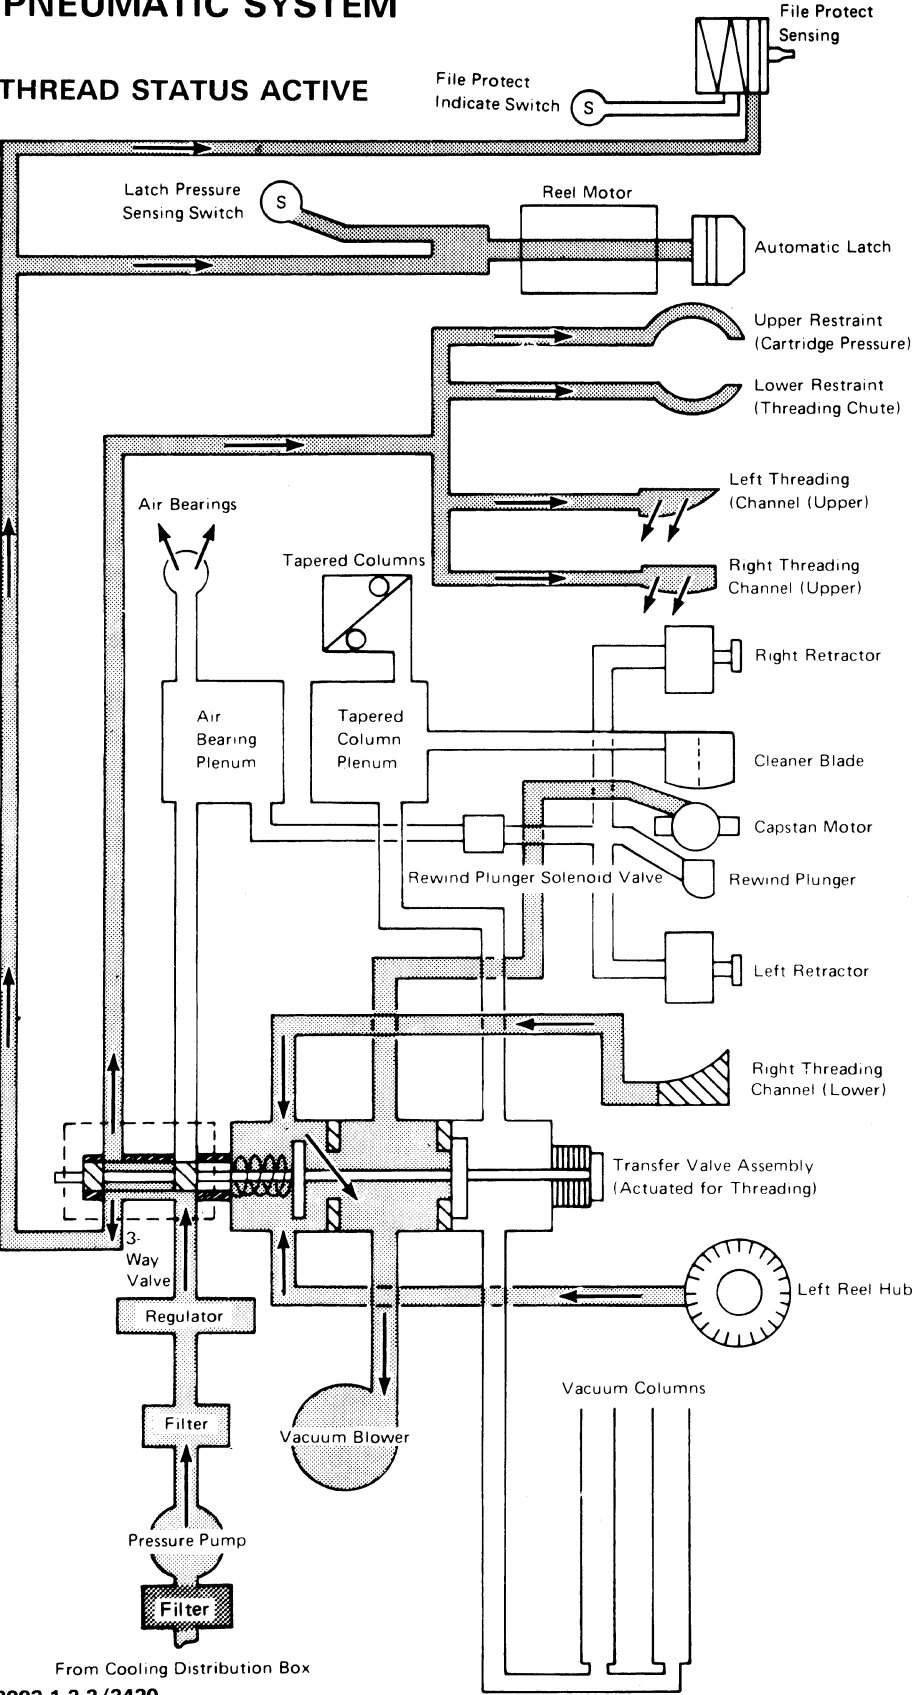 PNEUMATIC SYSTEM
THREAD STATUS ACTIVE
File Protect
Sensing
File Protect
Indicate Switch
S
Latch Pressure
Sensing Switch
S
Reel Motor
Automatic Latch
Upper Restraint
(Cartridge Pressure)
Lower Restraint
(Threading Chute)
Left Threading
(Channel (Upper)
Air Bearings
Tapered Columns
Right Threading
Channel (Upper)
Right Retractor
Air
Bearing
Plenum
Tapered
Column
Plenum
Cleaner Blade
Capstan Motor
Rewind Plunger Solenoid Valve
Rewind Plunger
Left Retractor
Right Threading
Channel (Lower)
Transfer Valve Assembly
(Actuated for Threading)
3-
Way
Valve
Left Reel Hub
Regulator
Vacuum Columns
Filter
Vacuum Blower
Pressure Pump
Filter
From Cooling Distribution Box